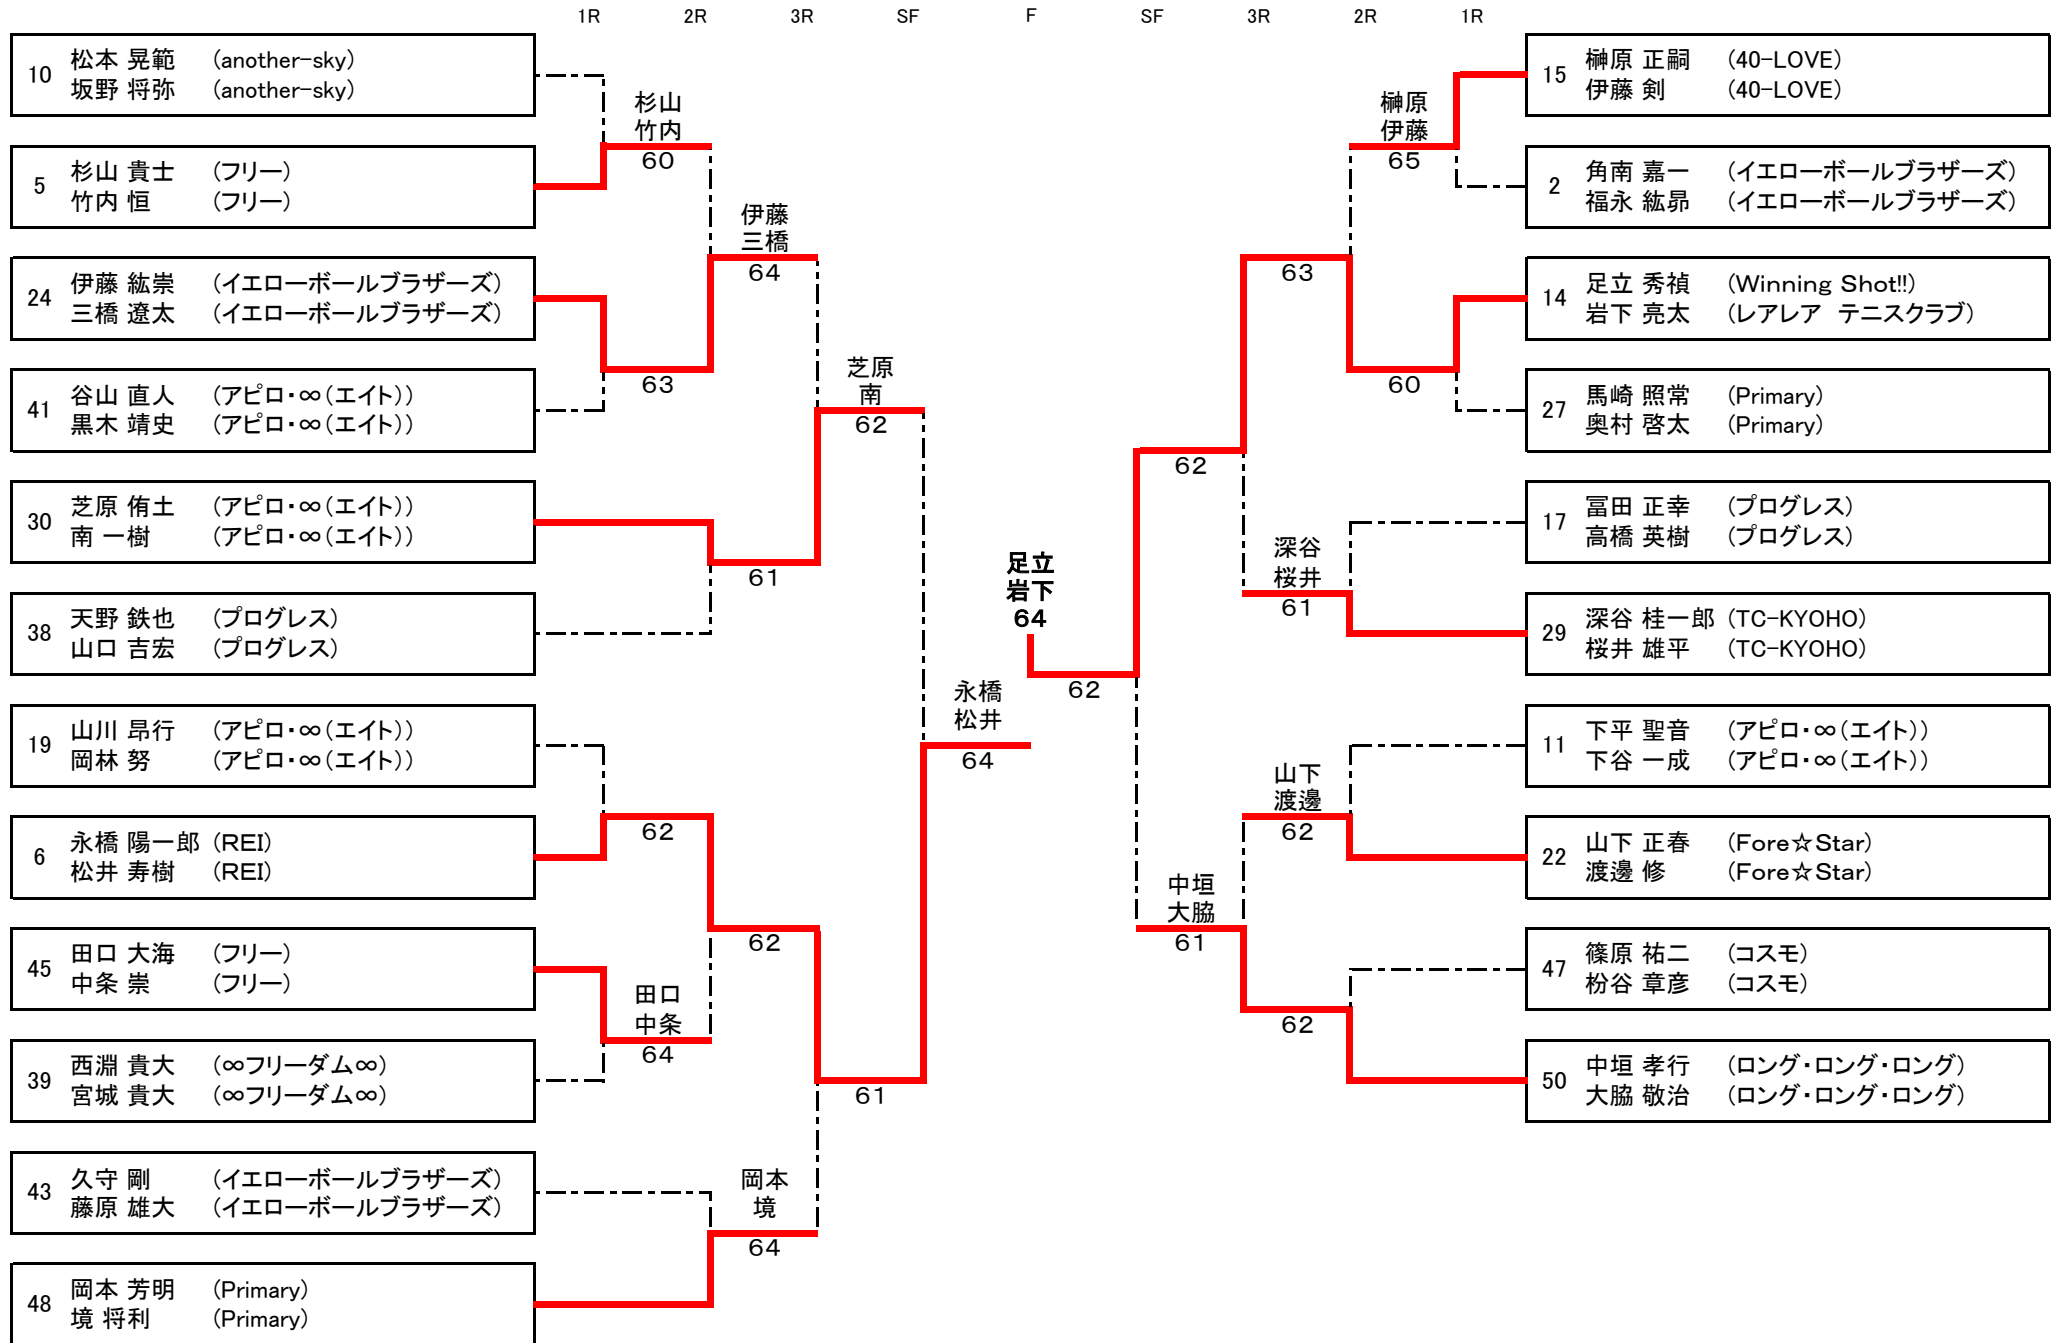 1R 2R 3R SF F SF 3R 2R 1R
10 松本 晃範 (another-sky)
坂野 将弥 (another-sky)
5 杉山 貴士 (フリー)
竹内 恒 (フリー)
24 伊藤 紘崇 (イエローボールブラザーズ)
三橋 遼太 (イエローボールブラザーズ)
41 谷山 直人 (アピロ・∞(エイト))
黒木 靖史 (アピロ・∞(エイト))
30 芝原 侑士 (アピロ・∞(エイト))
南 一樹 (アピロ・∞(エイト))
38 天野 鉄也 (プログレス)
山口 吉宏 (プログレス)
19 山川 昂行 (アピロ・∞(エイト))
岡林 努 (アピロ・∞(エイト))
6 永橋 陽一郎 (REI)
松井 寿樹 (REI)
45 田口 大海 (フリー)
中条 崇 (フリー)
39 西淵 貴大 (∞フリーダム∞)
宮城 貴大 (∞フリーダム∞)
43 久守 剛 (イエローボールブラザーズ)
藤原 雄大 (イエローボールブラザーズ)
48 岡本 芳明 (Primary)
境 将利 (Primary)
杉山
竹内
60
63
62
田口
中条
64
伊藤
三橋
64
61
62
岡本
境
64
芝原
南
62
61
永橋
松井
64
足立
岩下
64
62
62
中垣
大脇
61
63
深谷
桜井
61
山下
渡邊
62
62
榊原
伊藤
65
60
15 榊原 正嗣 (40-LOVE)
伊藤 剣 (40-LOVE)
2 角南 嘉一 (イエローボールブラザーズ)
福永 紘昻 (イエローボールブラザーズ)
14 足立 秀禎 (Winning Shot!!)
岩下 亮太 (レアレア テニスクラブ)
27 馬崎 照常 (Primary)
奥村 啓太 (Primary)
17 冨田 正幸 (プログレス)
高橋 英樹 (プログレス)
29 深谷 桂一郎 (TC-KYOHO)
桜井 雄平 (TC-KYOHO)
11 下平 聖音 (アピロ・∞(エイト))
下谷 一成 (アピロ・∞(エイト))
22 山下 正春 (Fore☆Star)
渡邊 修 (Fore☆Star)
47 篠原 祐二 (コスモ)
枌谷 章彦 (コスモ)
50 中垣 孝行 (ロング・ロング・ロング)
大脇 敬治 (ロング・ロング・ロング)